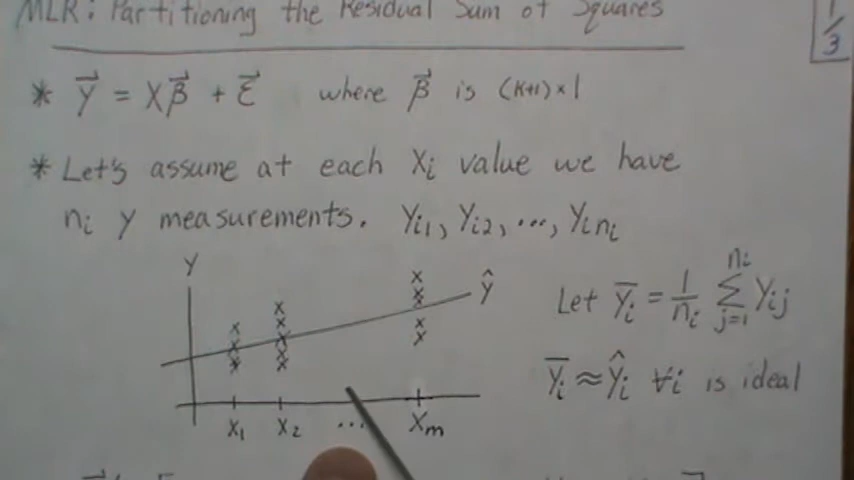 MLR: Partitioning the Residual Sum of Squares
1/3
* Y⃗ = Xβ⃗ + ε⃗ where β⃗ is (k+1)×1
* Let's assume at each Xi value we have
ni y measurements. Yi1, Yi2, ..., Yini
Y
Ŷ
X1 X2 ... Xm
Let Ȳi = 1/ni Σ_{j=1}^{ni} Yij
Ȳi ≈ Ŷi ∀i is ideal